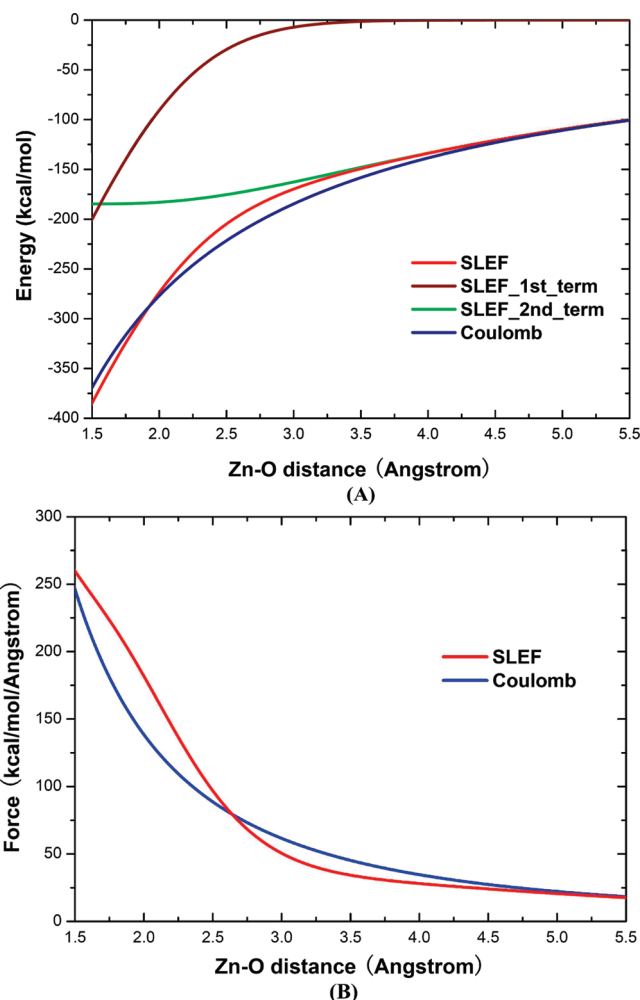 0
-50
-100
-150
-200
-250
-300
-350
-400
Energy (kcal/mol)
SLEF
SLEF_1st_term
SLEF_2nd_term
Coulomb
1.5 2.0 2.5 3.0 3.5 4.0 4.5 5.0 5.5
Zn-O distance (Angstrom)
(A)
300
250
200
150
100
50
0
Force (kcal/mol/Angstrom)
SLEF
Coulomb
1.5 2.0 2.5 3.0 3.5 4.0 4.5 5.0 5.5
Zn-O distance (Angstrom)
(B)